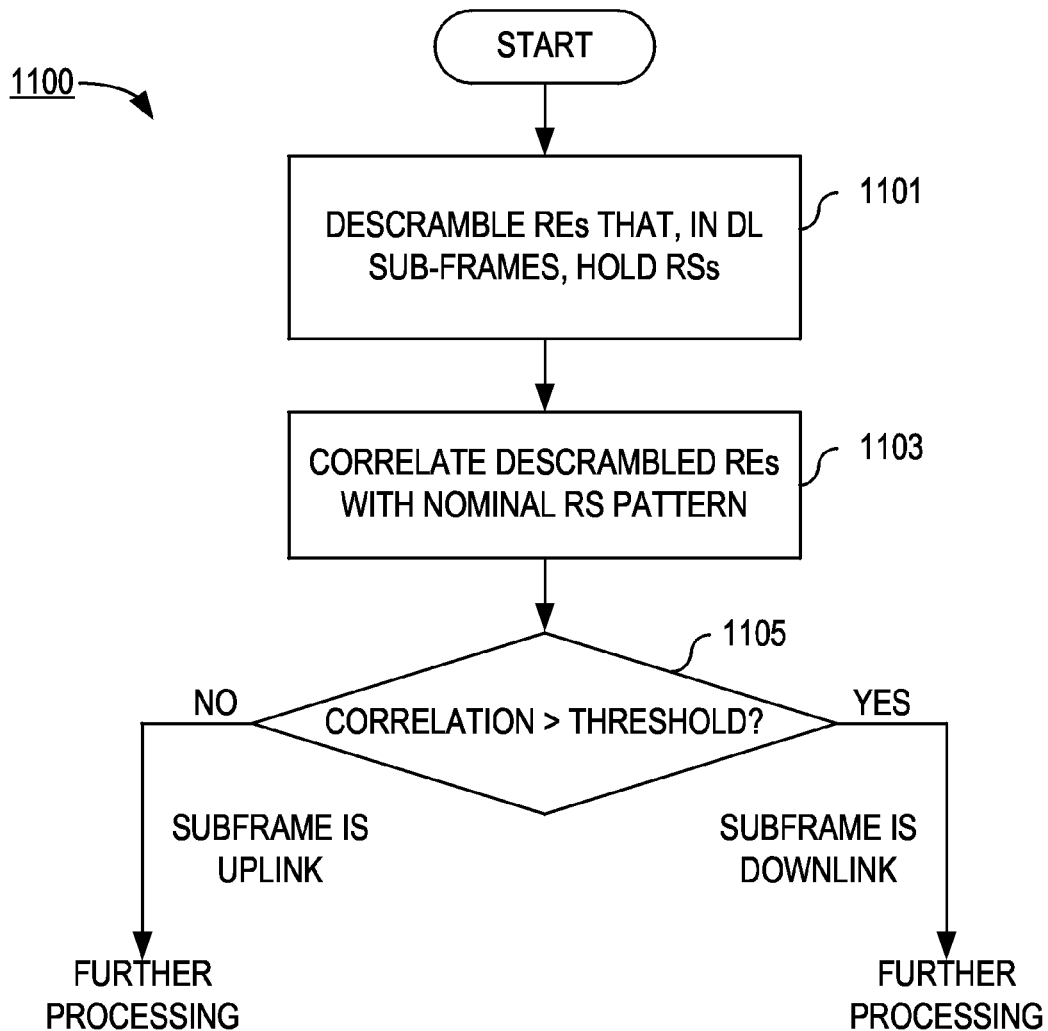 START
1100
1101
DESCRAMBLE REs THAT, IN DL
SUB-FRAMES, HOLD RSs
1103
CORRELATE DESCRAMBLED REs
WITH NOMINAL RS PATTERN
1105
NO
CORRELATION > THRESHOLD?
YES
SUBFRAME IS
UPLINK
SUBFRAME IS
DOWNLINK
FURTHER
PROCESSING
FURTHER
PROCESSING